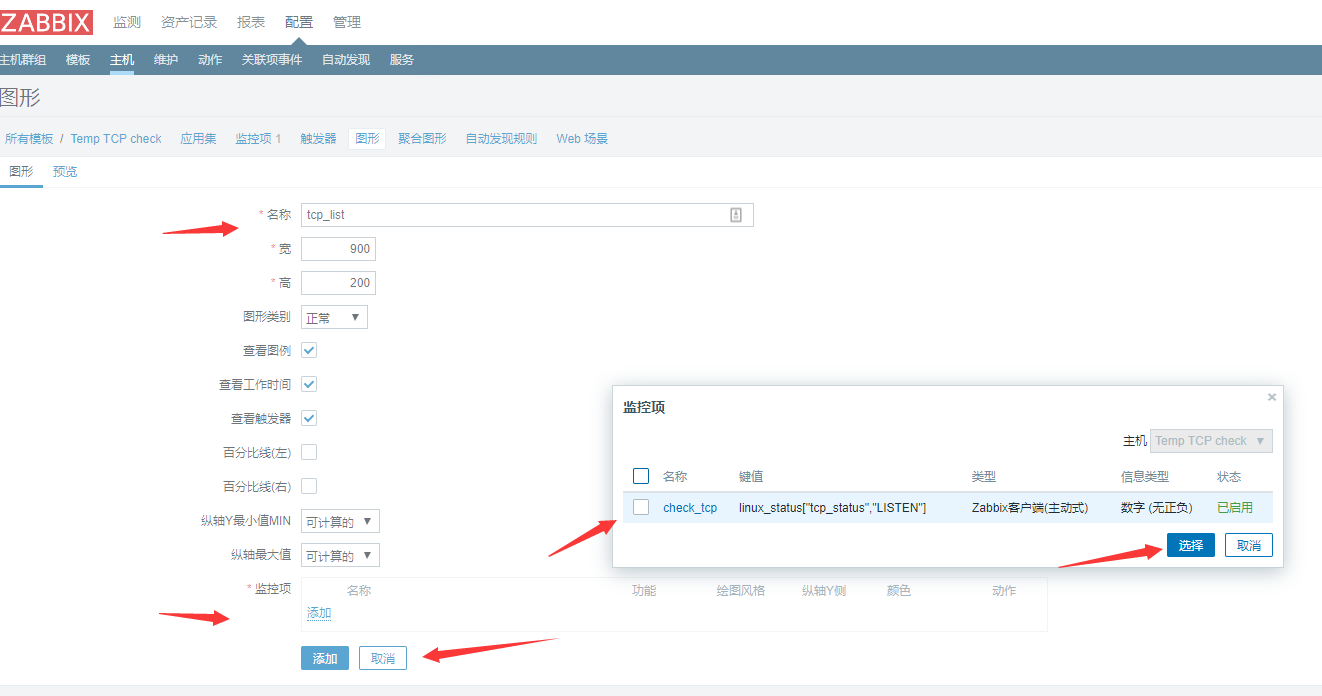 ZABBIX 监测 资产记录 报表 配置 管理
主机群组 模板 主机 维护 动作 关联项事件 自动发现 服务
图形
所有模板 / Temp TCP check 应用集 监控项 1 触发器 图形 聚合图形 自动发现规则 Web 场景
图形 预览
* 名称 tcp_list
* 宽 900
* 高 200
图形类别 正常 ▼
查看图例
查看工作时间
查看触发器
百分比线(左)
百分比线(右)
纵轴Y最小值MIN 可计算的 ▼
纵轴最大值 可计算的 ▼
* 监控项 名称 功能 绘图风格 纵轴Y侧 颜色 动作
添加
添加 取消
监控项 ×
主机 Temp TCP check ▼
名称 键值 类型 信息类型 状态
check_tcp linux_status["tcp_status","LISTEN"] Zabbix客户端(主动式) 数字 (无正负) 已启用
选择 取消